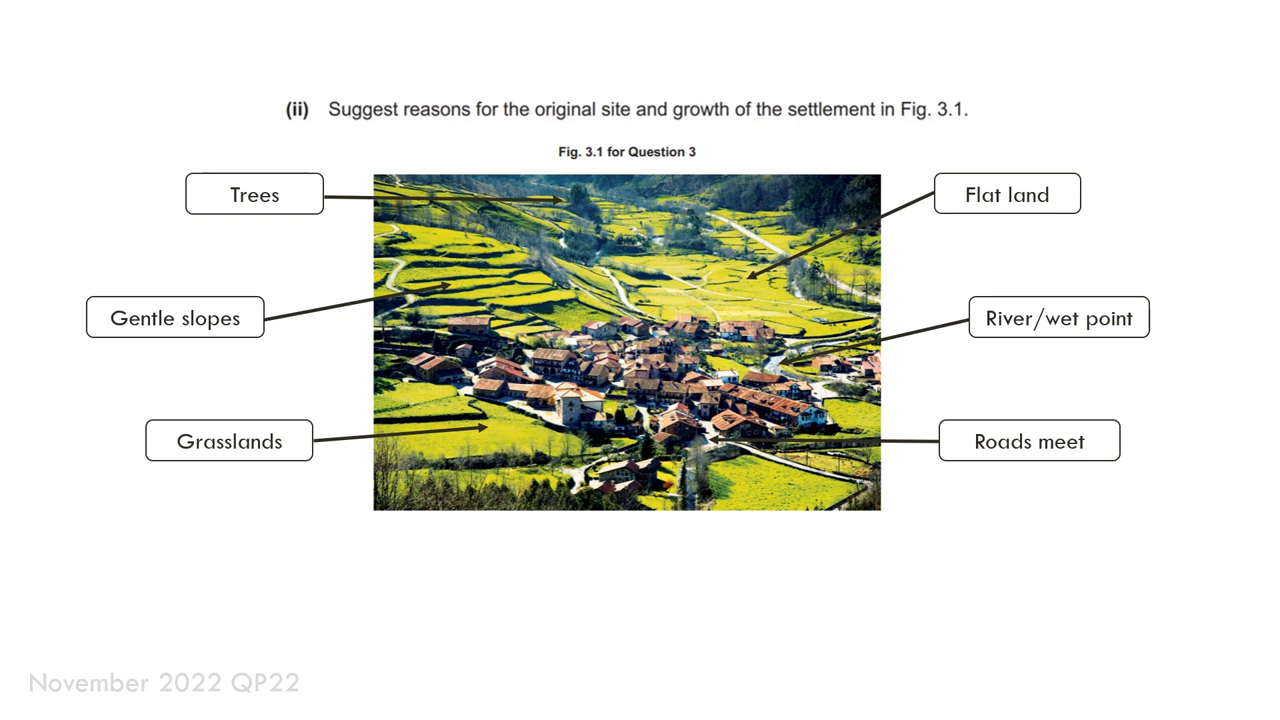 (ii) Suggest reasons for the original site and growth of the settlement in Fig. 3.1.
Fig. 3.1 for Question 3
Trees
Flat land
Gentle slopes
River/wet point
Grasslands
Roads meet
November 2022 QP22